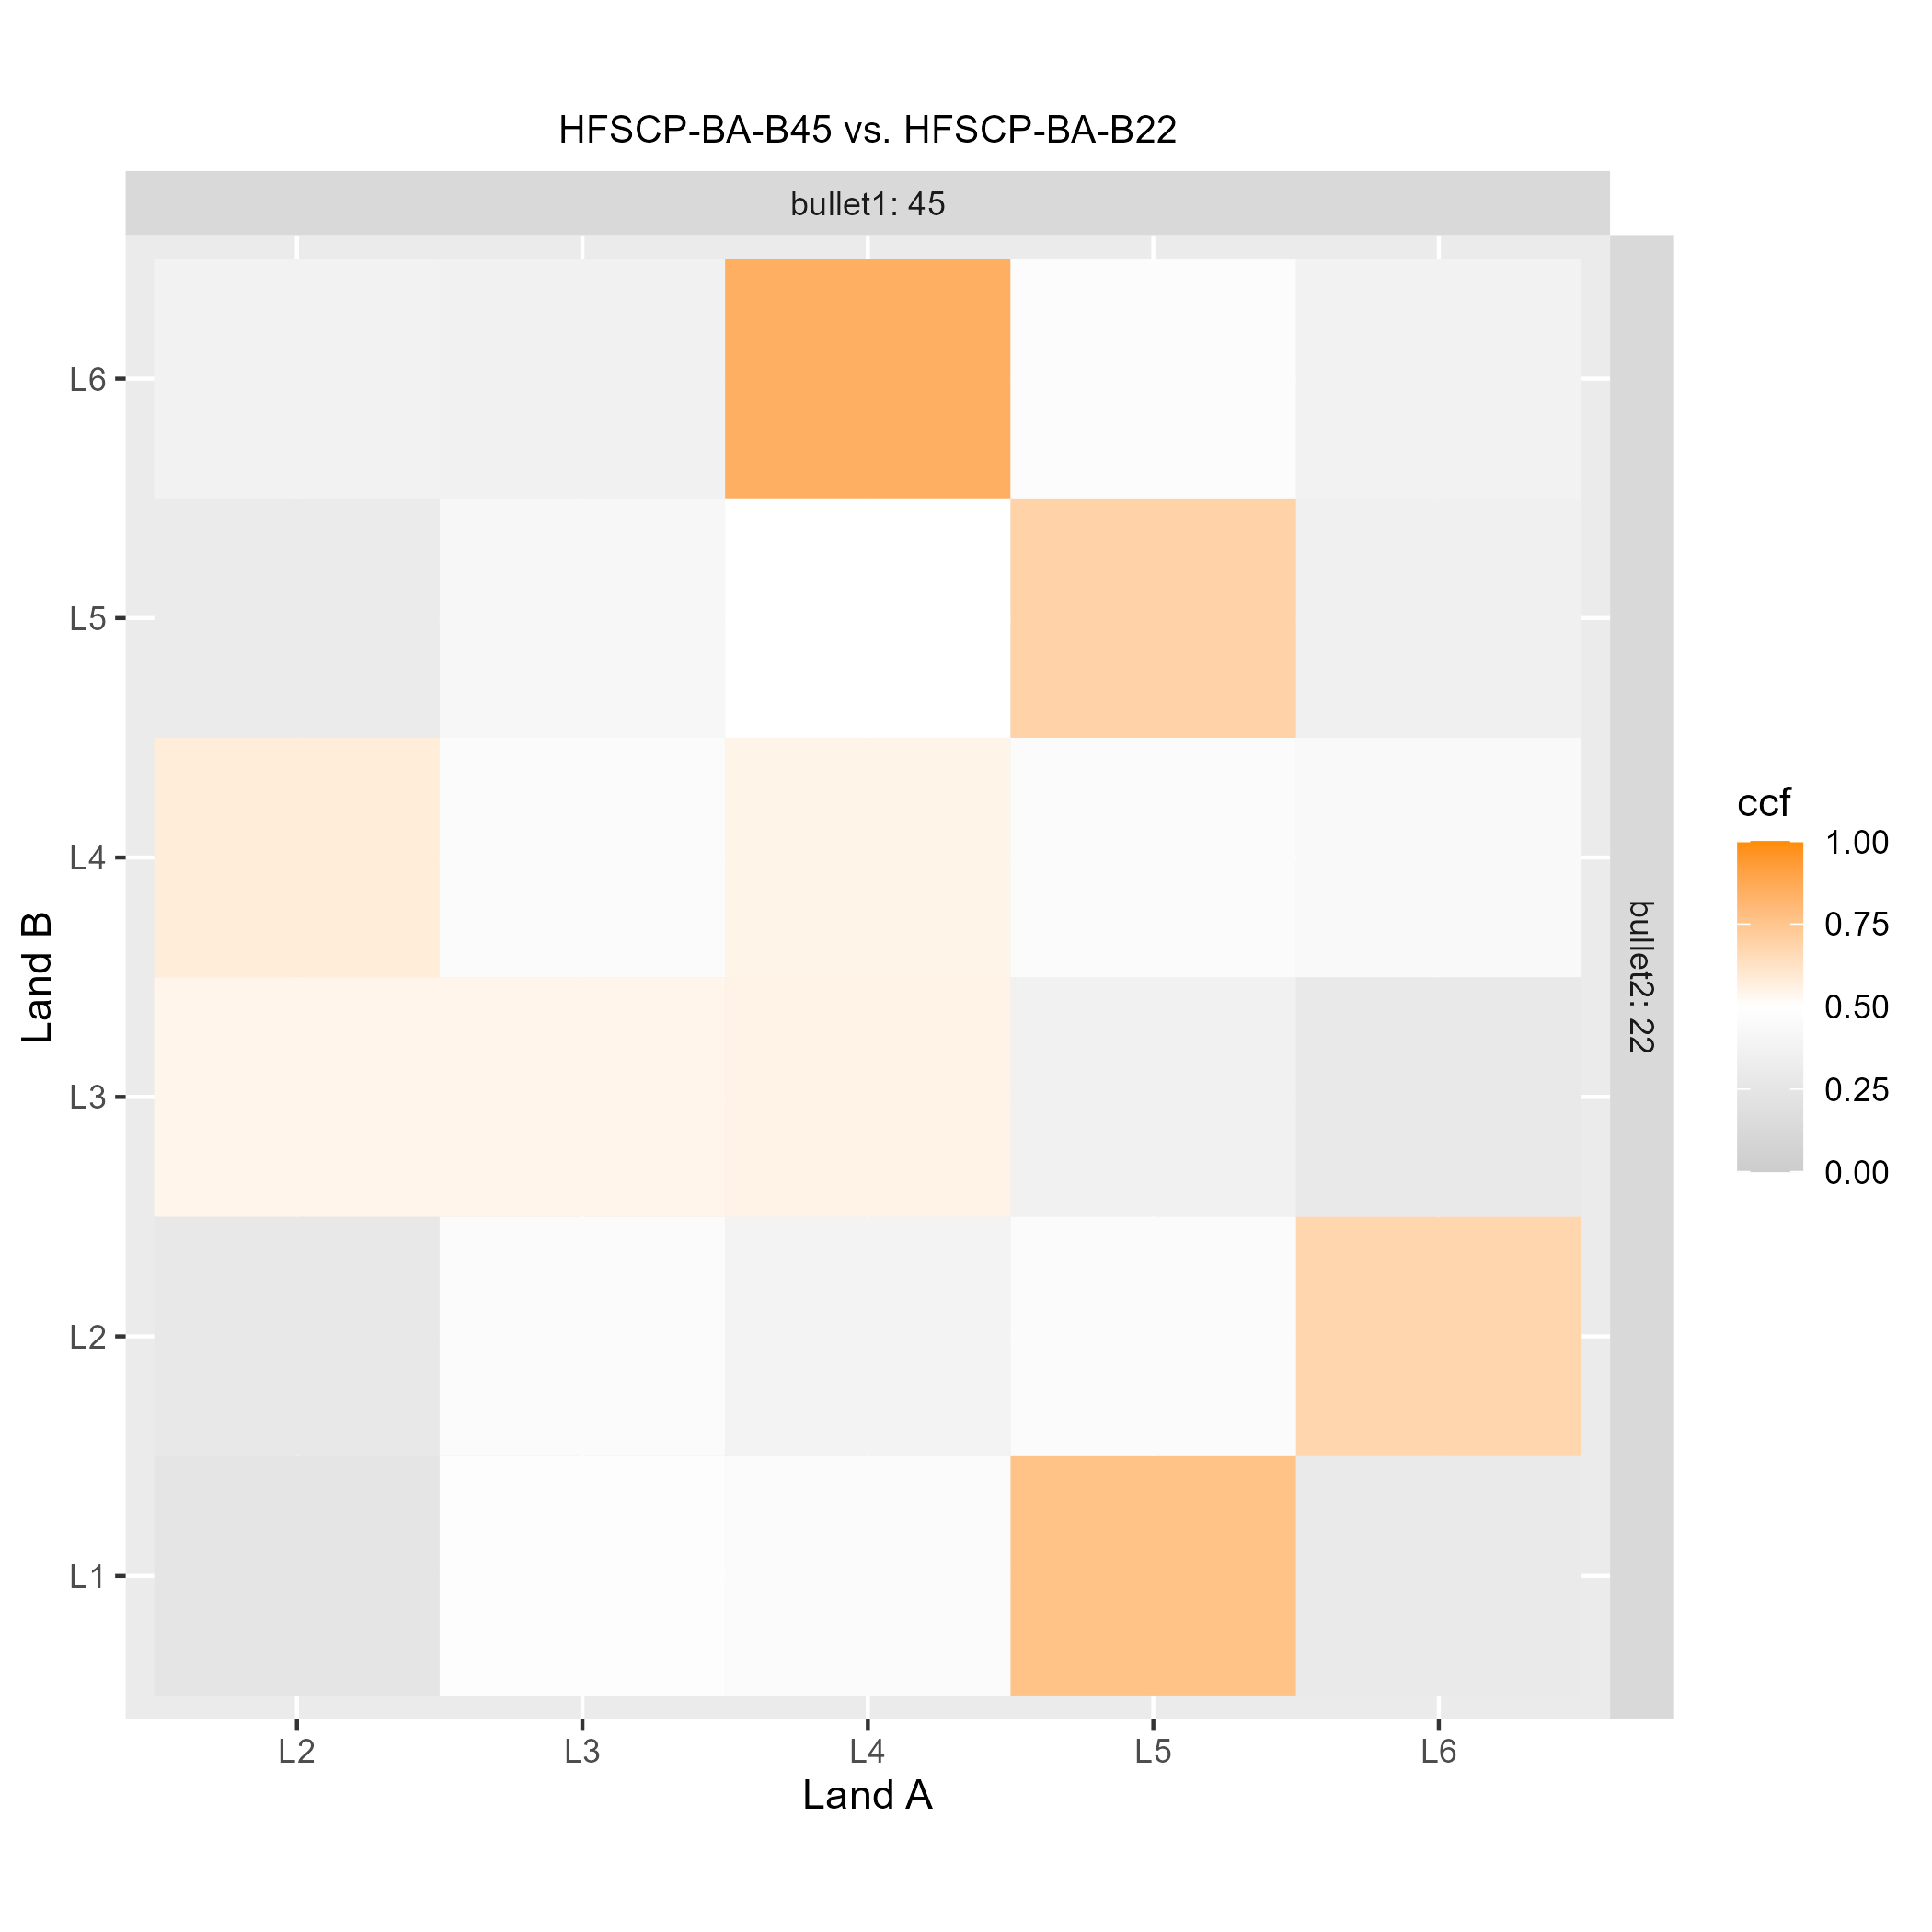 HFSCP-BA-B45 vs. HFSCP-BA-B22
bullet1: 45
L6
L5
L4
L3
L2
L1
Land B
bullet2: 22
L2
L3
L4
L5
L6
Land A
ccf
1.00
0.75
0.50
0.25
0.00